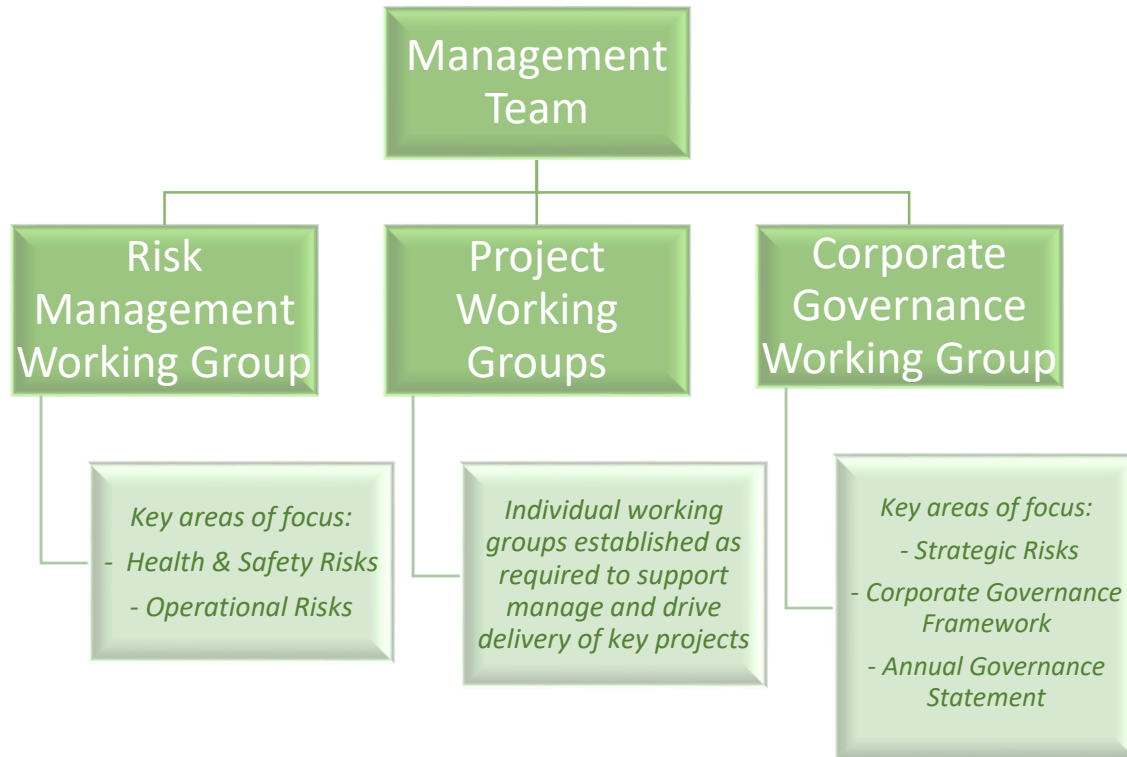 Management
Team
Risk
Management
Working Group
Project
Working
Groups
Corporate
Governance
Working Group
Key areas of focus:
- Health & Safety Risks
- Operational Risks
Individual working
groups established as
required to support
manage and drive
delivery of key projects
Key areas of focus:
- Strategic Risks
- Corporate Governance
Framework
- Annual Governance
Statement